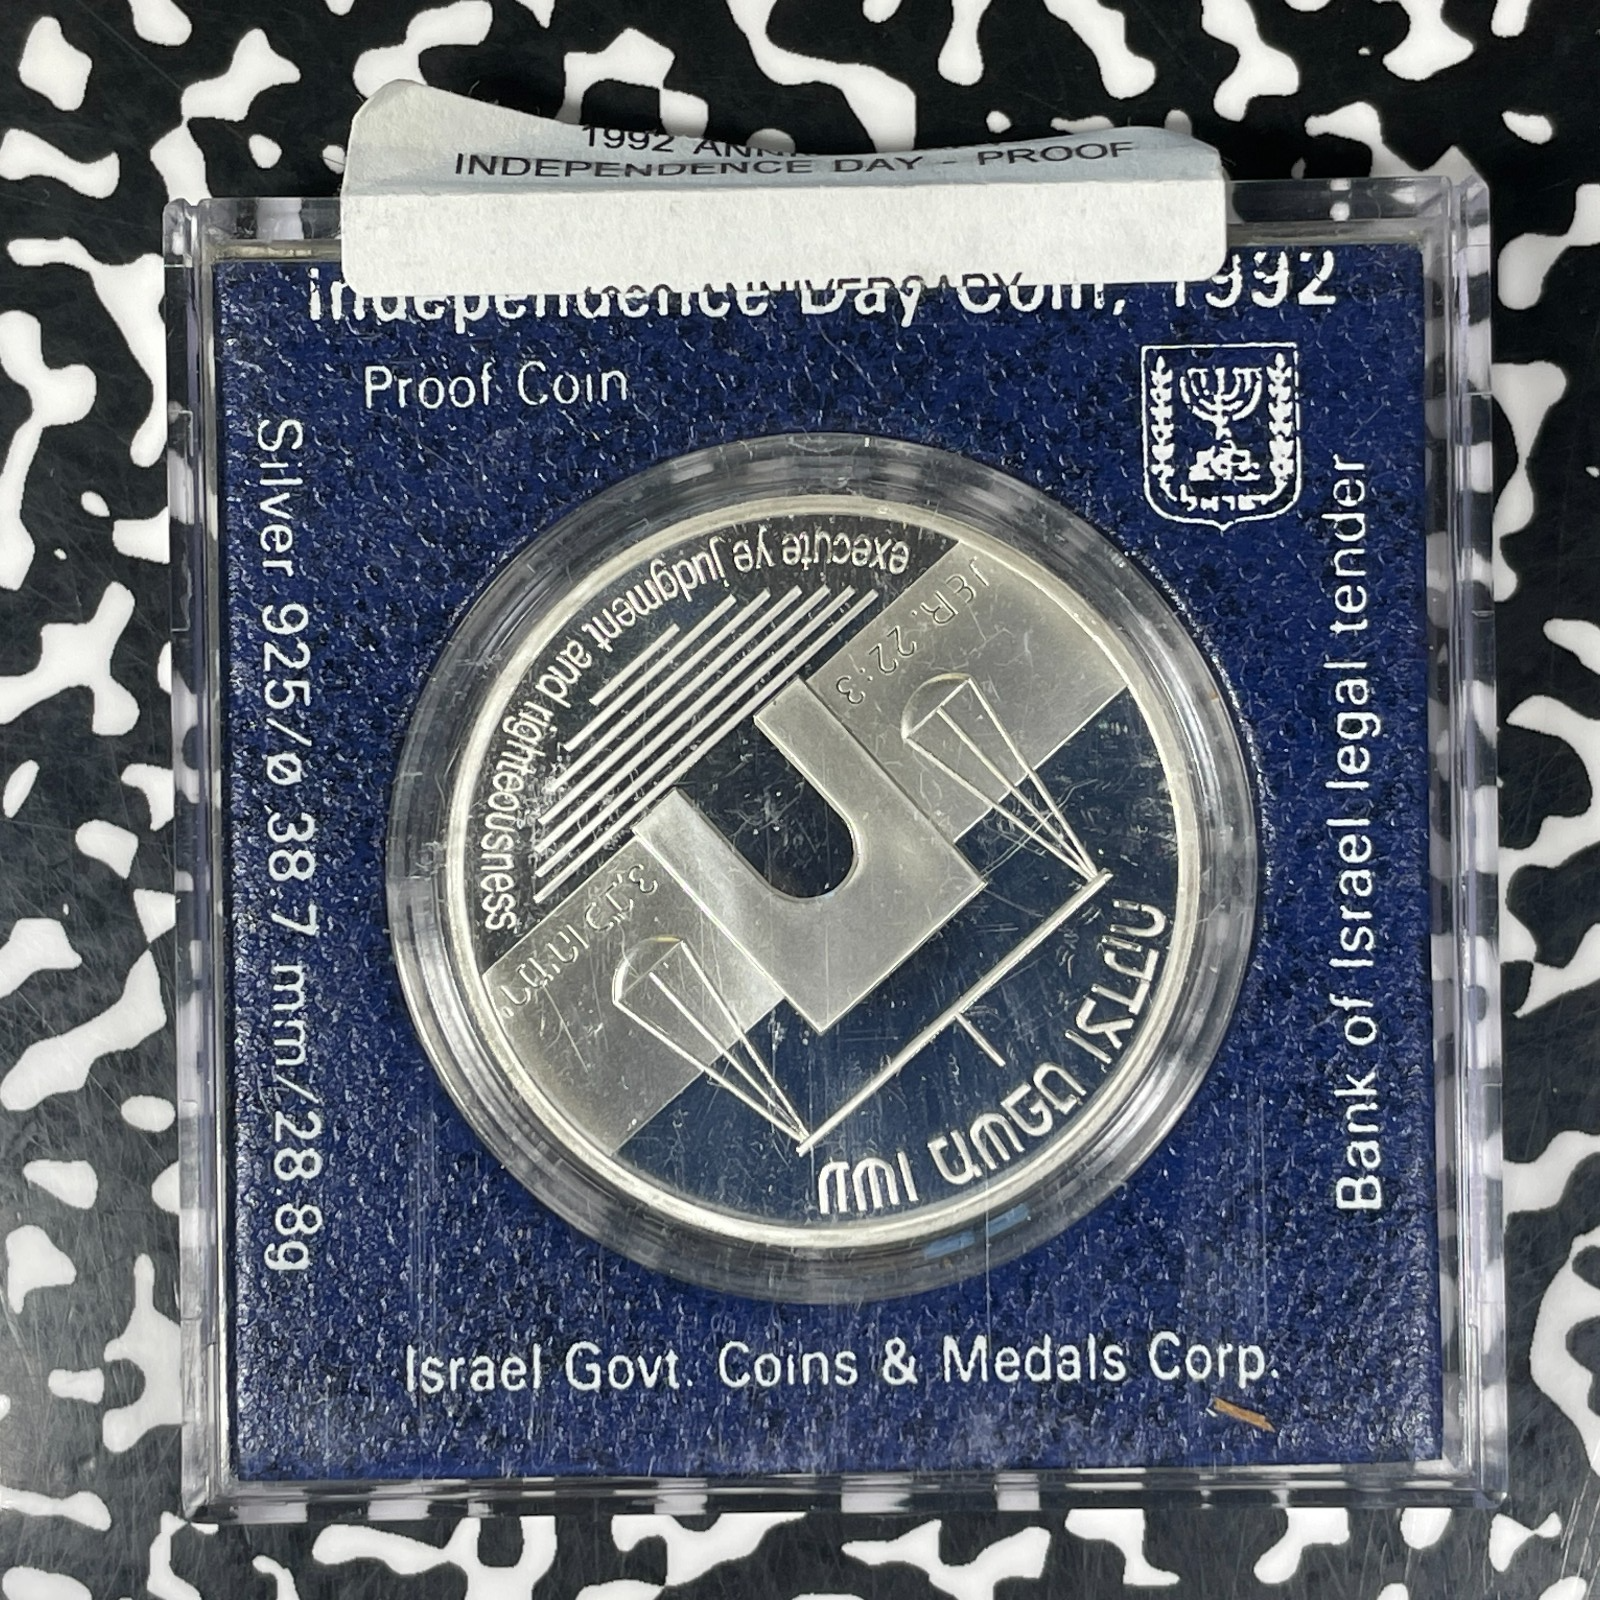 1992
INDEPENDENCE DAY - PROOF
ANNIVERSARY
Independence Day Coin, 1992
Proof Coin
ישראל
Silver 925/ø 38.7 mm/28.8g
Bank of Israel legal tender
execute ye judgment and righteousness
JER. 22:3
עשו משפט וצדקה
Israel Govt. Coins & Medals Corp.